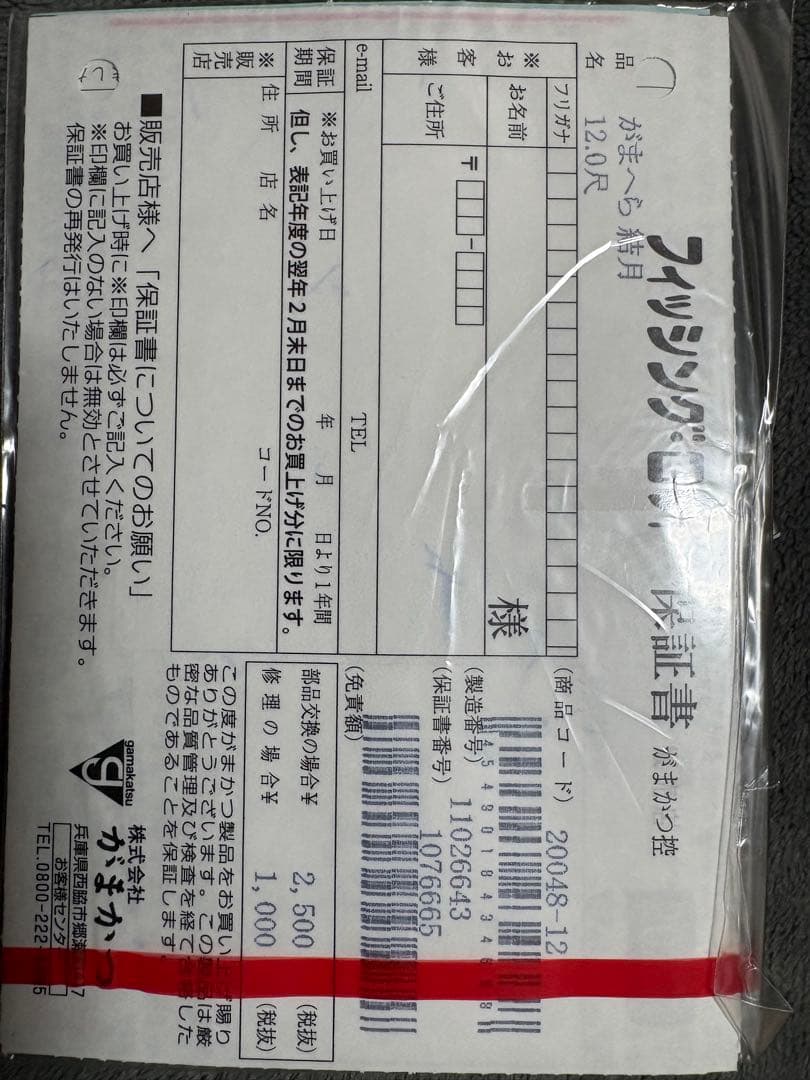 フィッシング・ロッド 保証書 がまかつ控
品名
がまへら 結月
12.0尺
フリガナ
※お客様
お名前
様
ご住所
〒
e-mail
TEL
保証期間
※お買い上げ日 年 月 日より1年間
但し、表記年度の翌年2月末日までのお買上げ分に限ります。
※販売店
住所 店名
コードNO.
■販売店様へ「保証書についてのお願い」
お買い上げ時に※印欄は必ずご記入ください。
※印欄に記入のない場合は無効とさせていただきます。
保証書の再発行はいたしません。
(商品コード) 20048-12
(製造番号) 11026643
(保証書番号) 1076665
(免責額)
部品交換の場合¥ 2,500 (税抜)
修理の場合¥ 1,000 (税抜)
この度がまかつ製品をお買い上げ賜り
ありがとうございます。この製品は厳
密な品質管理及び検査を経て合格した
ものであることを保証します。
gamakatsu
株式会社
がまかつ
兵庫県西脇市郷瀬
お客様センター
TEL.0800-222